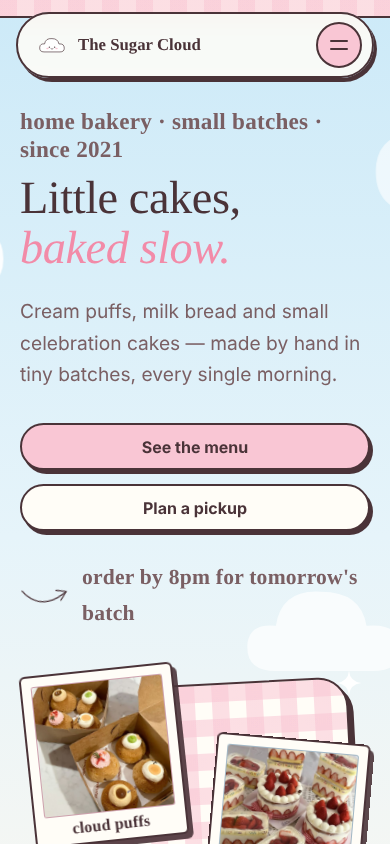 The Sugar Cloud
home bakery · small batches ·
since 2021
Little cakes,
baked slow.
Cream puffs, milk bread and small
celebration cakes — made by hand in
tiny batches, every single morning.
See the menu
Plan a pickup
order by 8pm for tomorrow's
batch
cloud puffs